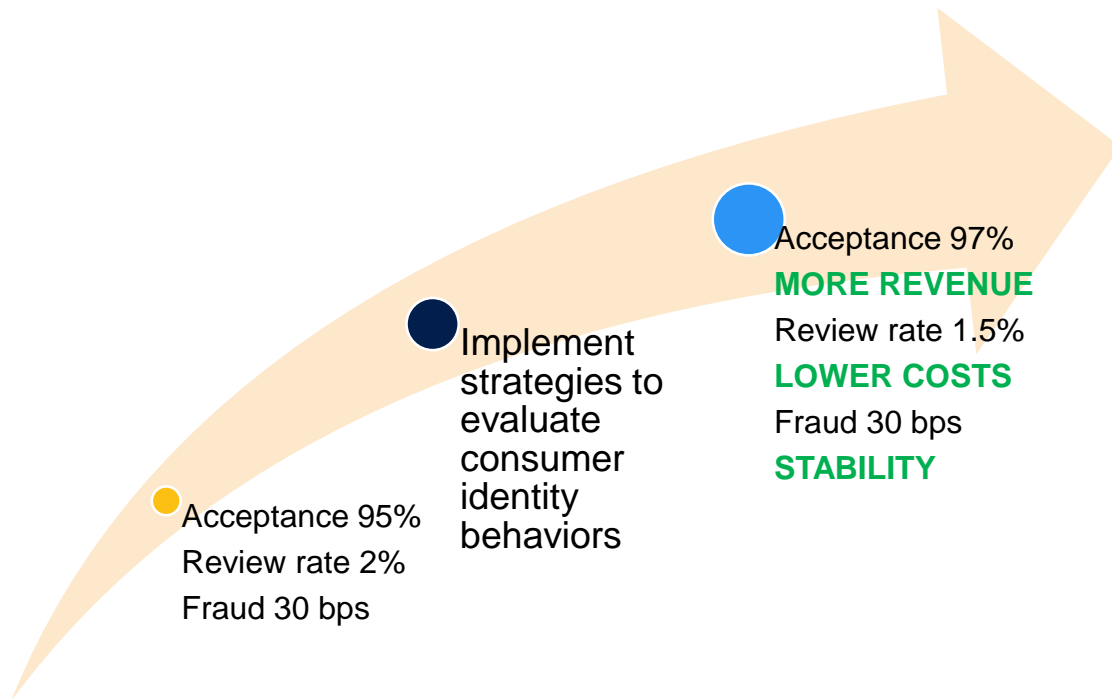 Acceptance 95%
Review rate 2%
Fraud 30 bps
Implement
strategies to
evaluate
consumer
identity
behaviors
Acceptance 97%
MORE REVENUE
Review rate 1.5%
LOWER COSTS
Fraud 30 bps
STABILITY